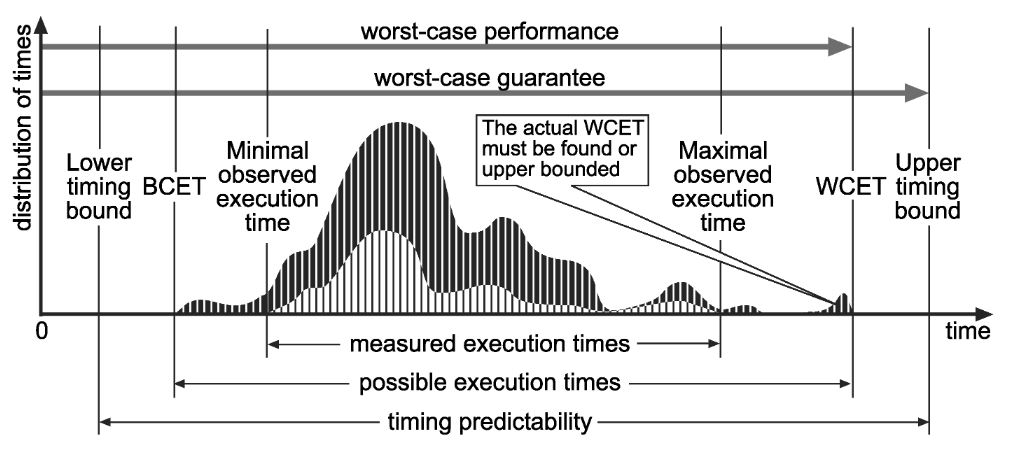 distribution of times
worst-case performance
worst-case guarantee
Lower
timing
bound
BCET
Minimal
observed
execution
time
The actual WCET
must be found or
upper bounded
Maximal
observed
execution
time
WCET
Upper
timing
bound
0
time
measured execution times
possible execution times
timing predictability